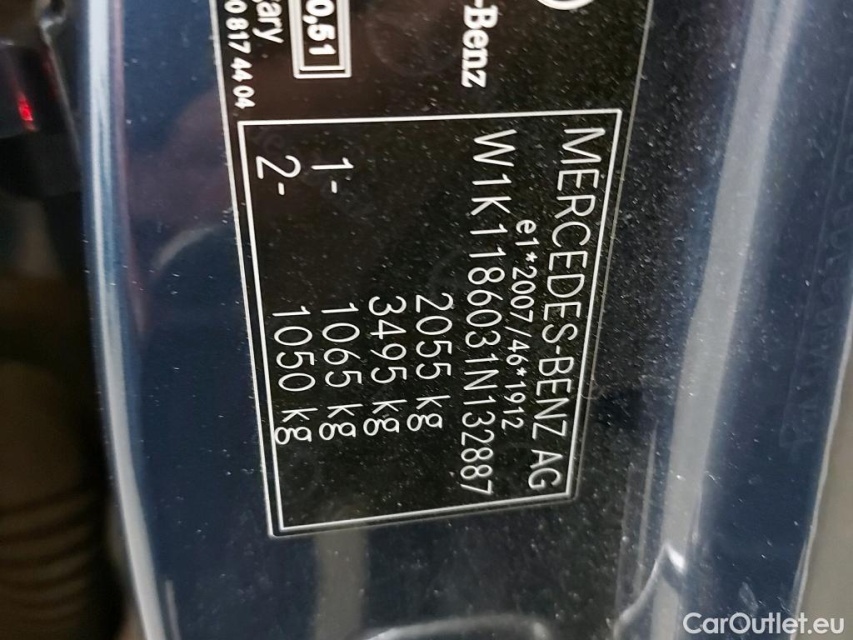 -Benz
0,51
gary
0 817 44 04
MERCEDES-BENZ AG
e1*2007/46*1912
W1K1186031N132887
2055 kg
3495 kg
1- 1065 kg
2- 1050 kg
CarOutlet.eu